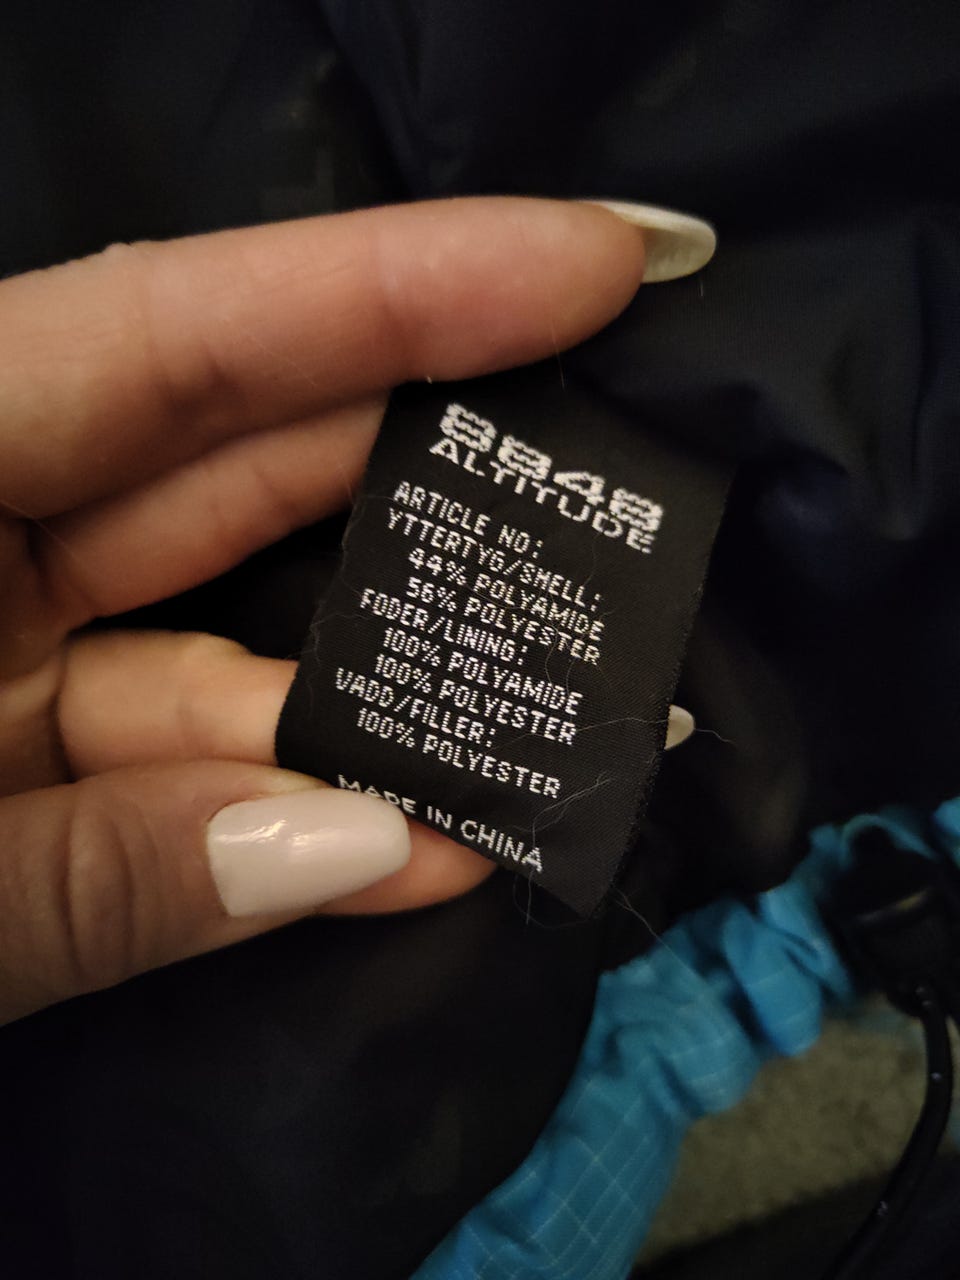 8848
ALTITUDE
ARTICLE NO:
YTTERTYG/SHELL:
44% POLYAMIDE
56% POLYESTER
FODER/LINING:
100% POLYAMIDE
100% POLYESTER
VADD/FILLER:
100% POLYESTER
MADE IN CHINA